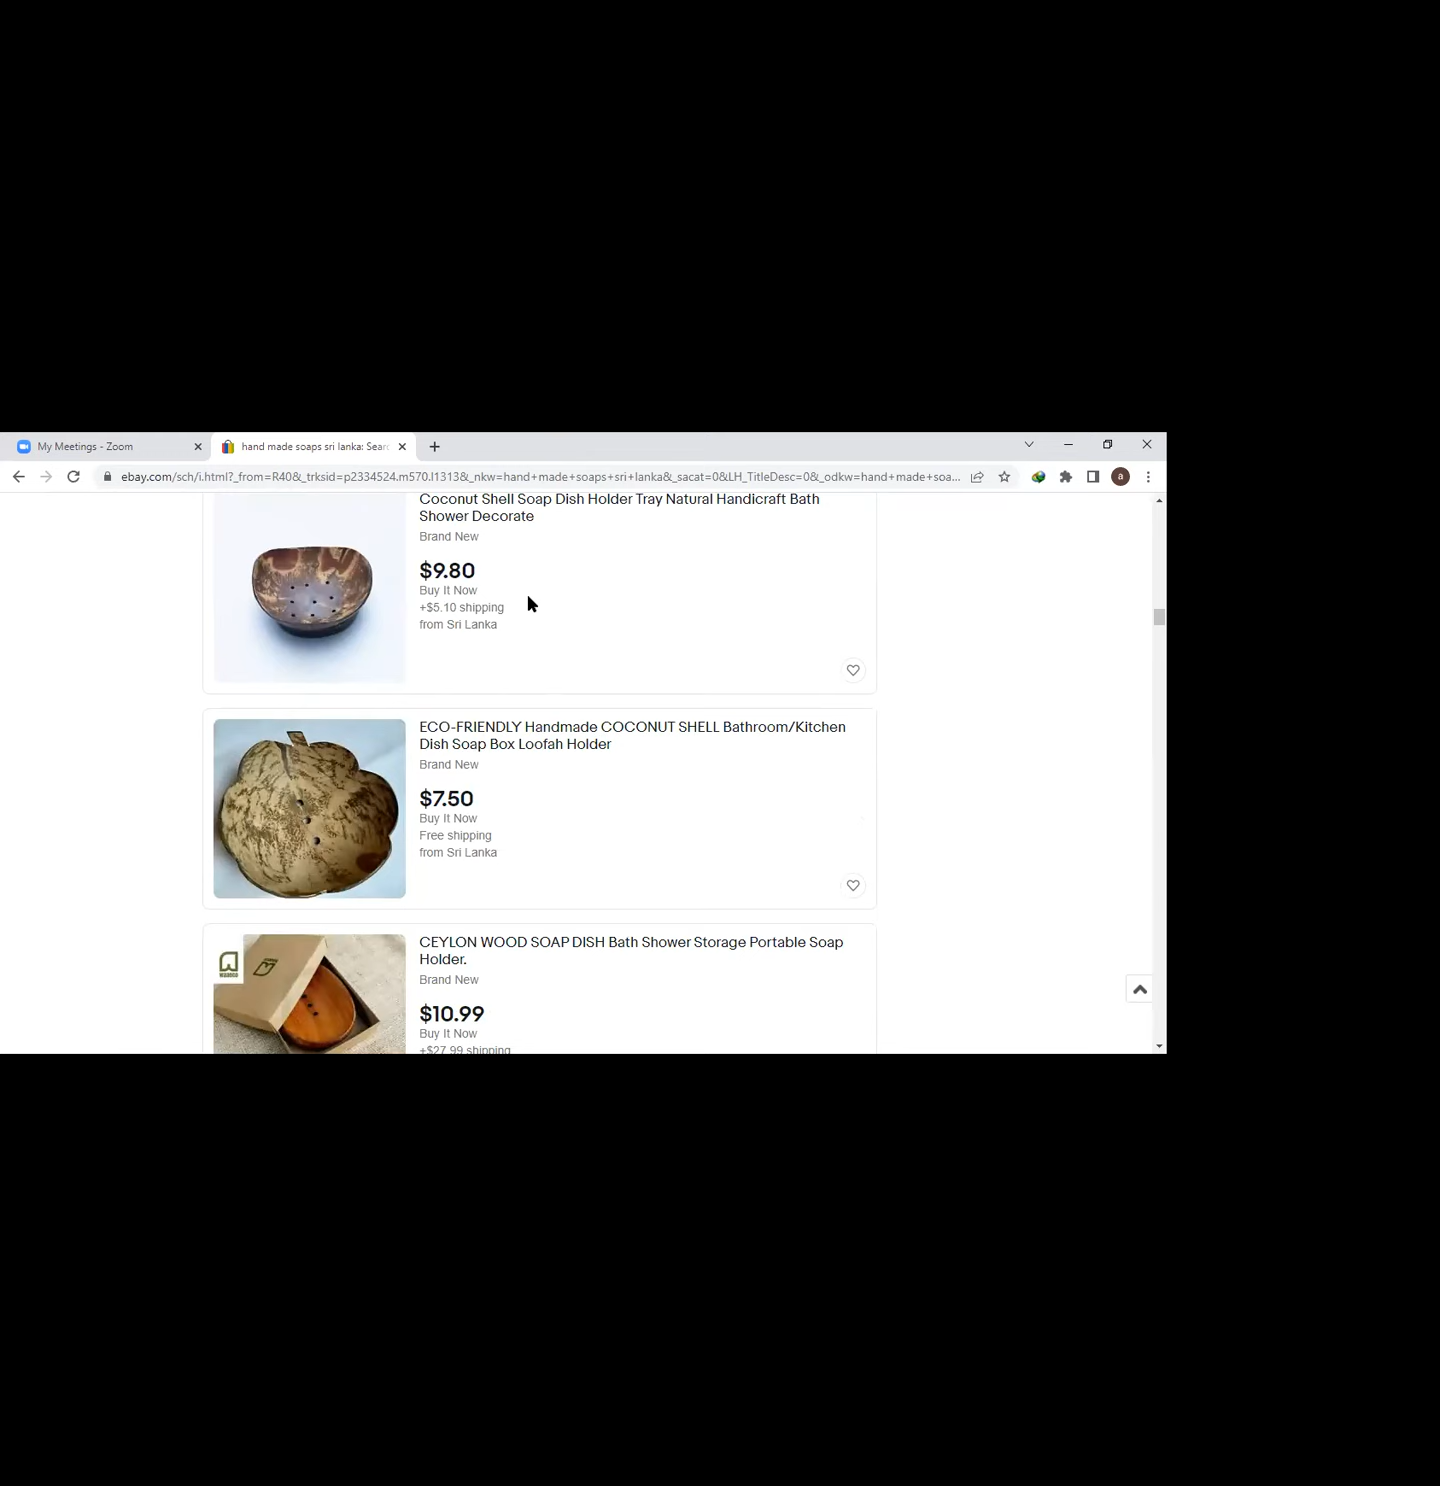 My Meetings - Zoom
hand made soaps sri lanka: Sear
ebay.com/sch/i.html?_from=R40&_trksid=p2334524.m570.l1313&_nkw=hand+made+soaps+sri+lanka&_sacat=0&LH_TitleDesc=0&_odkw=hand+made+soa...
a
Coconut Shell Soap Dish Holder Tray Natural Handicraft Bath
Shower Decorate
Brand New
$9.80
Buy It Now
+$5.10 shipping
from Sri Lanka
ECO-FRIENDLY Handmade COCONUT SHELL Bathroom/Kitchen
Dish Soap Box Loofah Holder
Brand New
$7.50
Buy It Now
Free shipping
from Sri Lanka
CEYLON WOOD SOAP DISH Bath Shower Storage Portable Soap
Holder.
Brand New
$10.99
Buy It Now
+$27.99 shipping